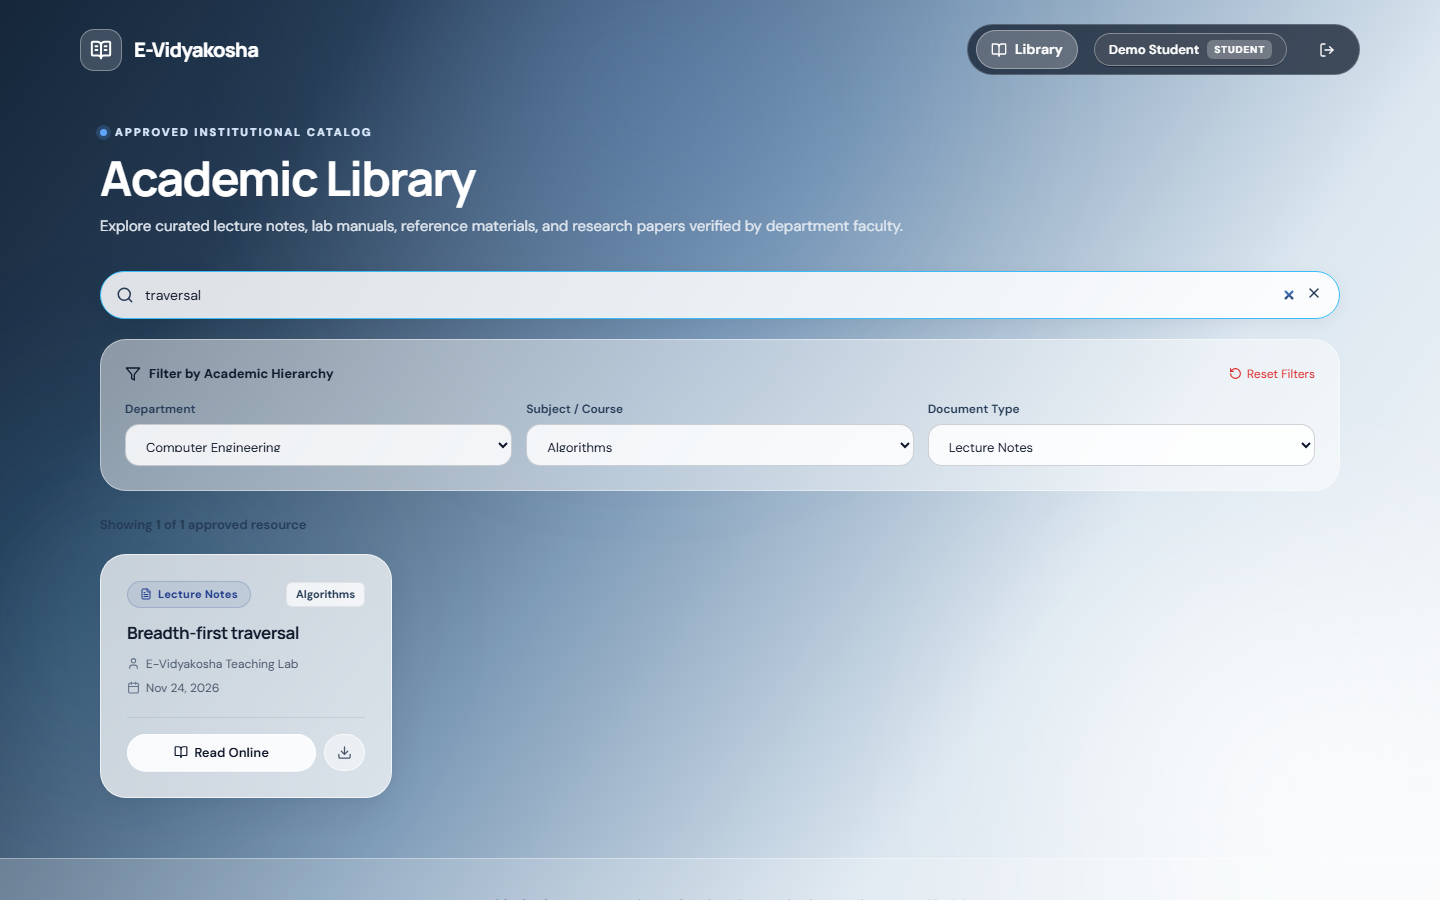 E-Vidyakosha
Library
Demo Student STUDENT
APPROVED INSTITUTIONAL CATALOG
Academic Library
Explore curated lecture notes, lab manuals, reference materials, and research papers verified by department faculty.
traversal
Filter by Academic Hierarchy
Reset Filters
Department
Subject / Course
Document Type
Computer Engineering
Algorithms
Lecture Notes
Showing 1 of 1 approved resource
Lecture Notes
Algorithms
Breadth-first traversal
E-Vidyakosha Teaching Lab
Nov 24, 2026
Read Online